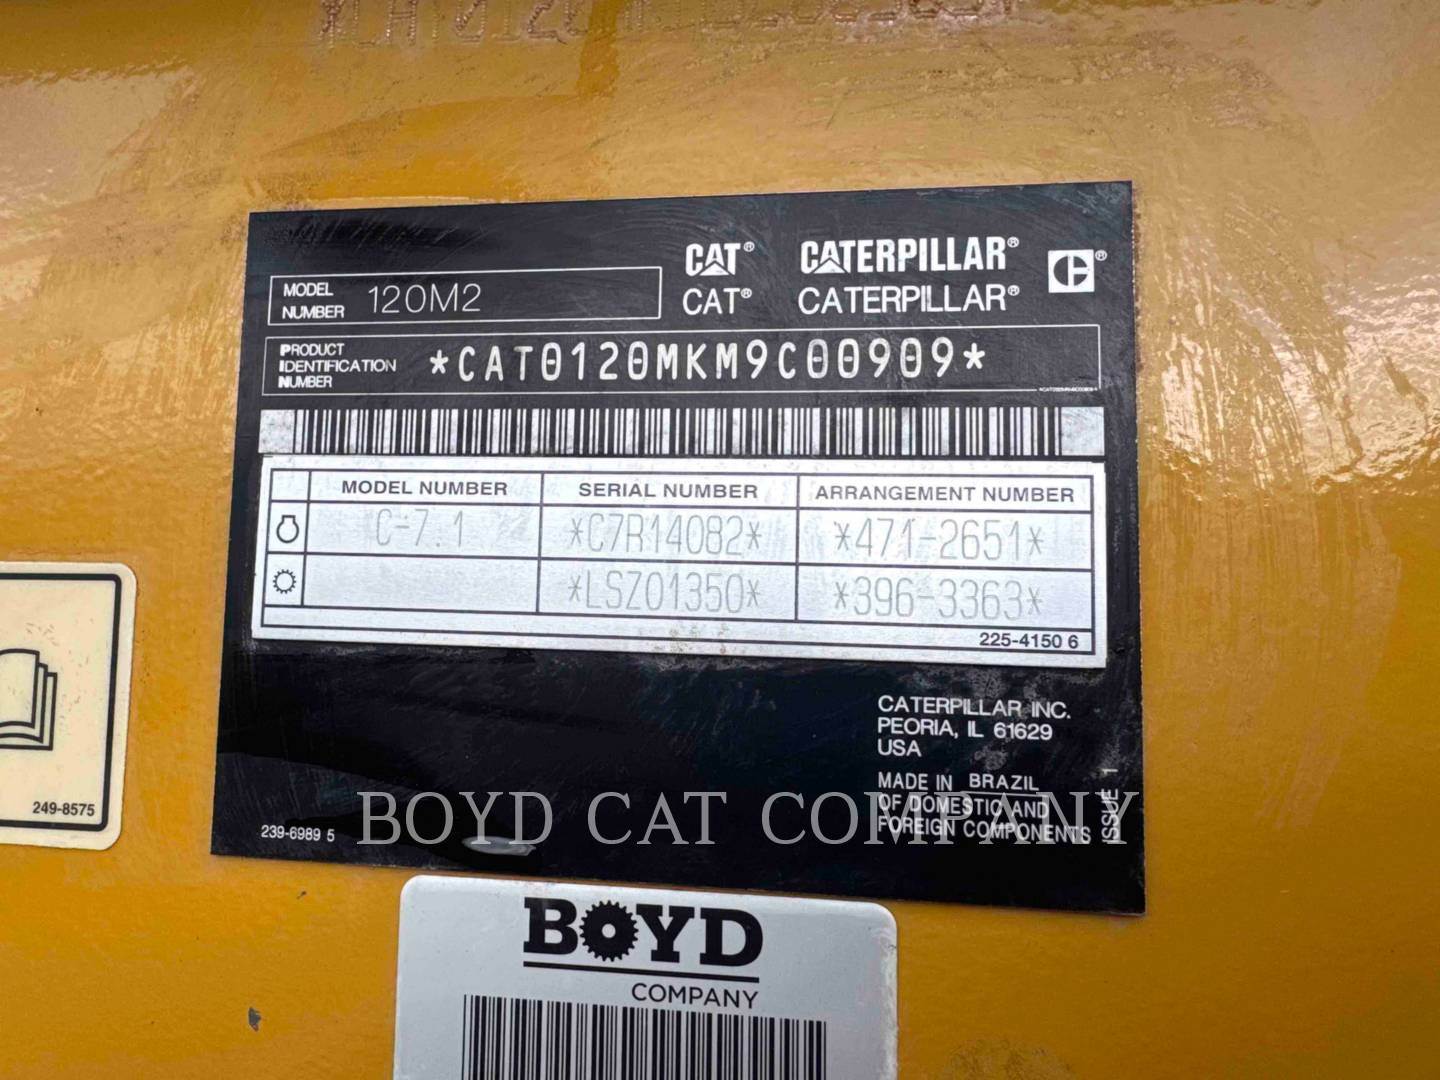 CAT® CATERPILLAR® ®
CAT® CATERPILLAR®
MODEL NUMBER 120M2
PRODUCT IDENTIFICATION NUMBER *CAT0120MKM9C00909*
MODEL NUMBER SERIAL NUMBER ARRANGEMENT NUMBER
C-7.1 *C7R14082* *471-2651*
*LSZ01350* *396-3363*
225-4150 6
CATERPILLAR INC.
PEORIA, IL 61629
USA
MADE IN BRAZIL
OF DOMESTIC AND
FOREIGN COMPONENTS
ISSUE 1
239-6989 5
249-8575
BOYD CAT COMPANY
BOYD
COMPANY